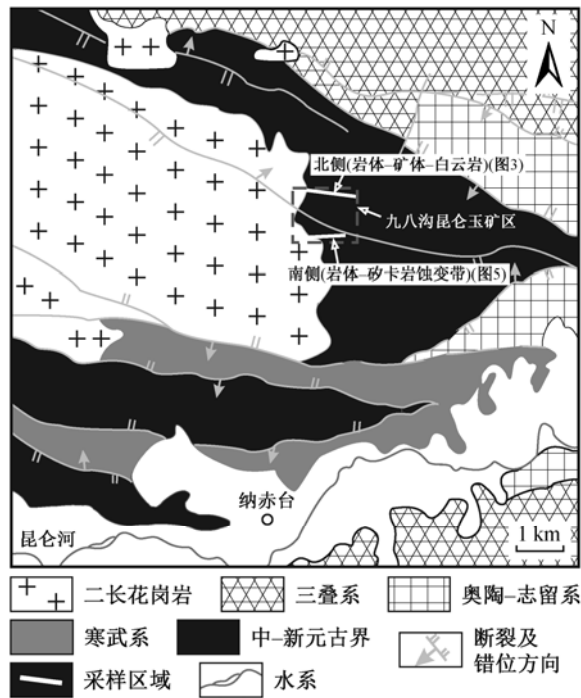 N
北侧(岩体–矿体–白云岩)(图3)
九八沟昆仑玉矿区
南侧(岩体–矽卡岩蚀变带)(图5)
纳赤台
昆仑河
1 km
二长花岗岩
三叠系
奥陶–志留系
寒武系
中–新元古界
断裂及
错位方向
采样区域
水系